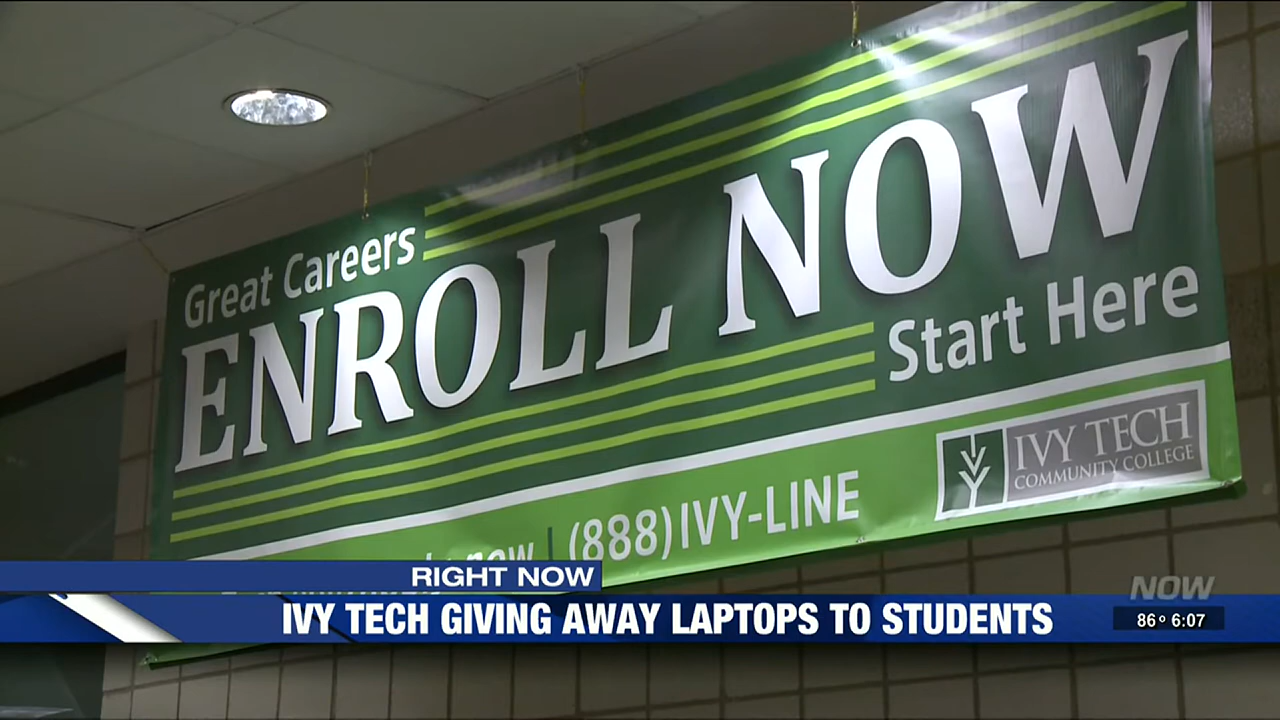 Great Careers
ENROLL NOW
Start Here
now | (888)IVY-LINE
IVY TECH
COMMUNITY COLLEGE
RIGHT NOW
IVY TECH GIVING AWAY LAPTOPS TO STUDENTS
NOW
86° 6:07